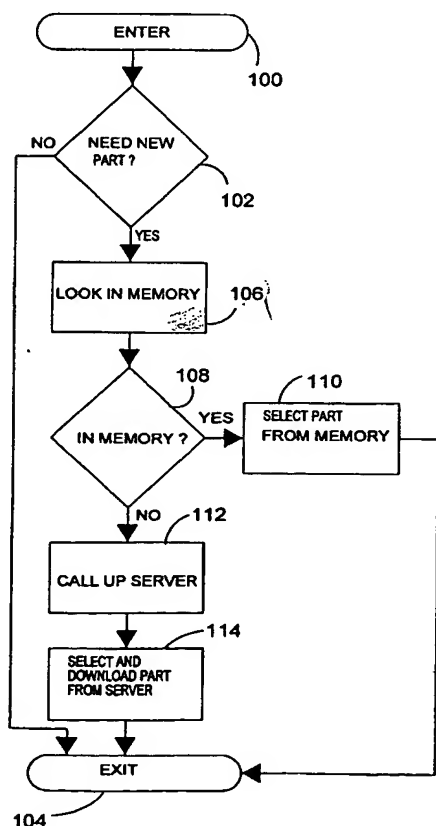 ENTER
100
NO
NEED NEW
PART ?
102
YES
LOOK IN MEMORY
106
108
110
IN MEMORY ?
YES
SELECT PART
FROM MEMORY
NO
112
CALL UP SERVER
114
SELECT AND
DOWNLOAD PART
FROM SERVER
EXIT
104